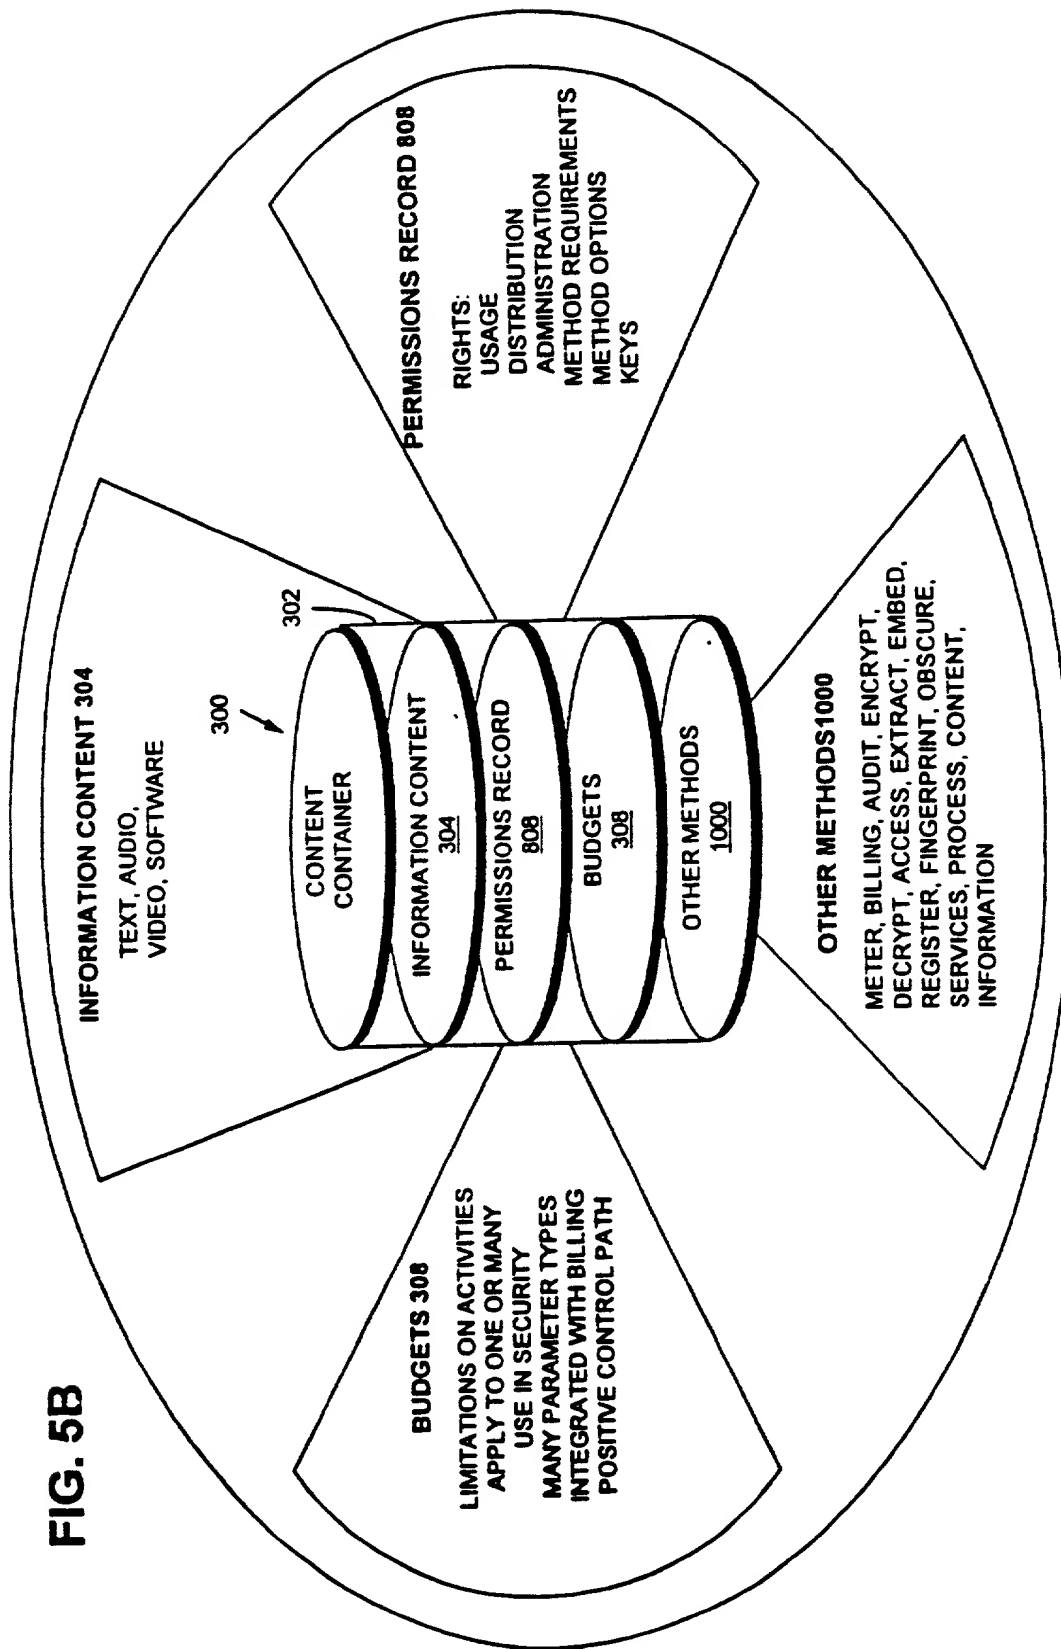 FIG. 5B
INFORMATION CONTENT 304
TEXT, AUDIO,
VIDEO, SOFTWARE
300
302
CONTENT
CONTAINER
INFORMATION CONTENT
304
PERMISSIONS RECORD
808
BUDGETS
308
OTHER METHODS
1000
BUDGETS 308
LIMITATIONS ON ACTIVITIES
APPLY TO ONE OR MANY
USE IN SECURITY
MANY PARAMETER TYPES
INTEGRATED WITH BILLING
POSITIVE CONTROL PATH
PERMISSIONS RECORD 808
RIGHTS:
USAGE
DISTRIBUTION
ADMINISTRATION
METHOD REQUIREMENTS
METHOD OPTIONS
KEYS
OTHER METHODS1000
METER, BILLING, AUDIT, ENCRYPT,
DECRYPT, ACCESS, EXTRACT, EMBED,
REGISTER, FINGERPRINT, OBSCURE,
SERVICES, PROCESS, CONTENT,
INFORMATION